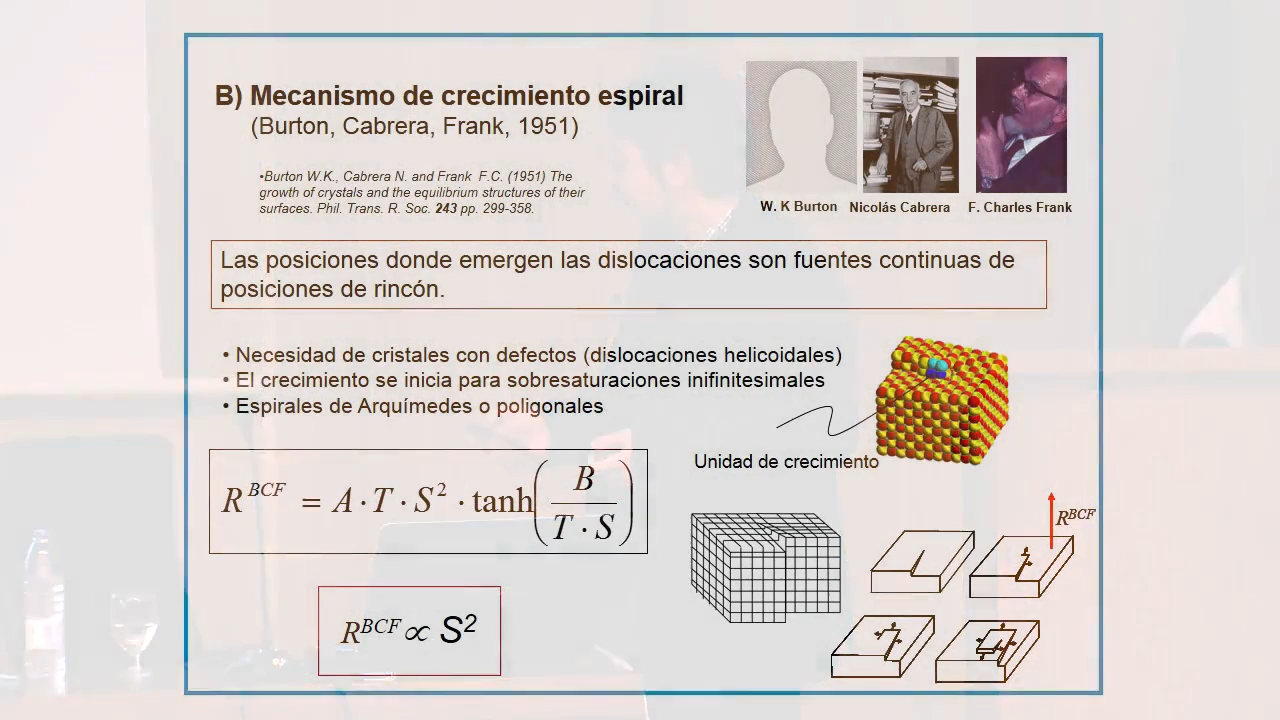 B) Mecanismo de crecimiento espiral
(Burton, Cabrera, Frank, 1951)
•Burton W.K., Cabrera N. and Frank F.C. (1951) The
growth of crystals and the equilibrium structures of their
surfaces. Phil. Trans. R. Soc. 243 pp. 299-358.
W. K Burton
Nicolás Cabrera
F. Charles Frank
Las posiciones donde emergen las dislocaciones son fuentes continuas de
posiciones de rincón.
• Necesidad de cristales con defectos (dislocaciones helicoidales)
• El crecimiento se inicia para sobresaturaciones inifinitesimales
• Espirales de Arquímedes o poligonales
Unidad de crecimiento
R^BCF = A · T · S² · tanh(B / (T · S))
R^BCF
R^BCF ∝ S²